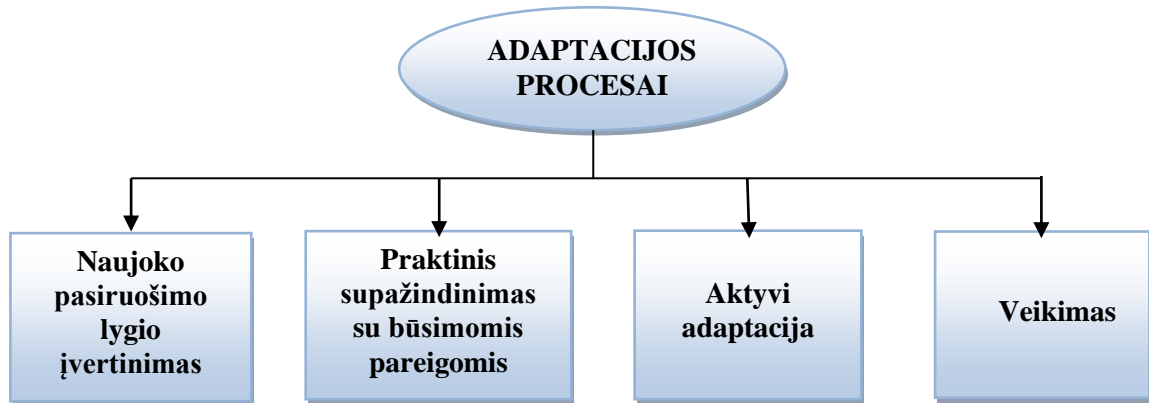 ADAPTACIJOS
PROCESAI
Naujoko
pasiruošimo
lygio
įvertinimas
Praktinis
supažindinimas
su būsimomis
pareigomis
Aktyvi
adaptacija
Veikimas